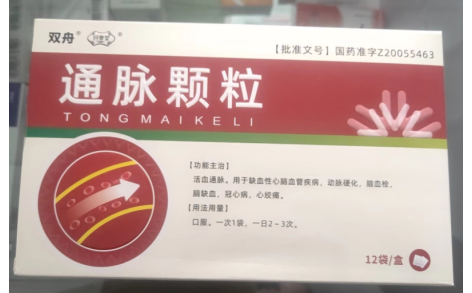 双舟®
【批准文号】国药准字Z20055463
通脉颗粒
TONGMAIKELI
【功能主治】
活血通脉。用于缺血性心脑血管疾病,动脉硬化,脑血栓,
脑缺血,冠心病,心绞痛。
【用法用量】
口服。一次1袋,一日2~3次。
12袋/盒